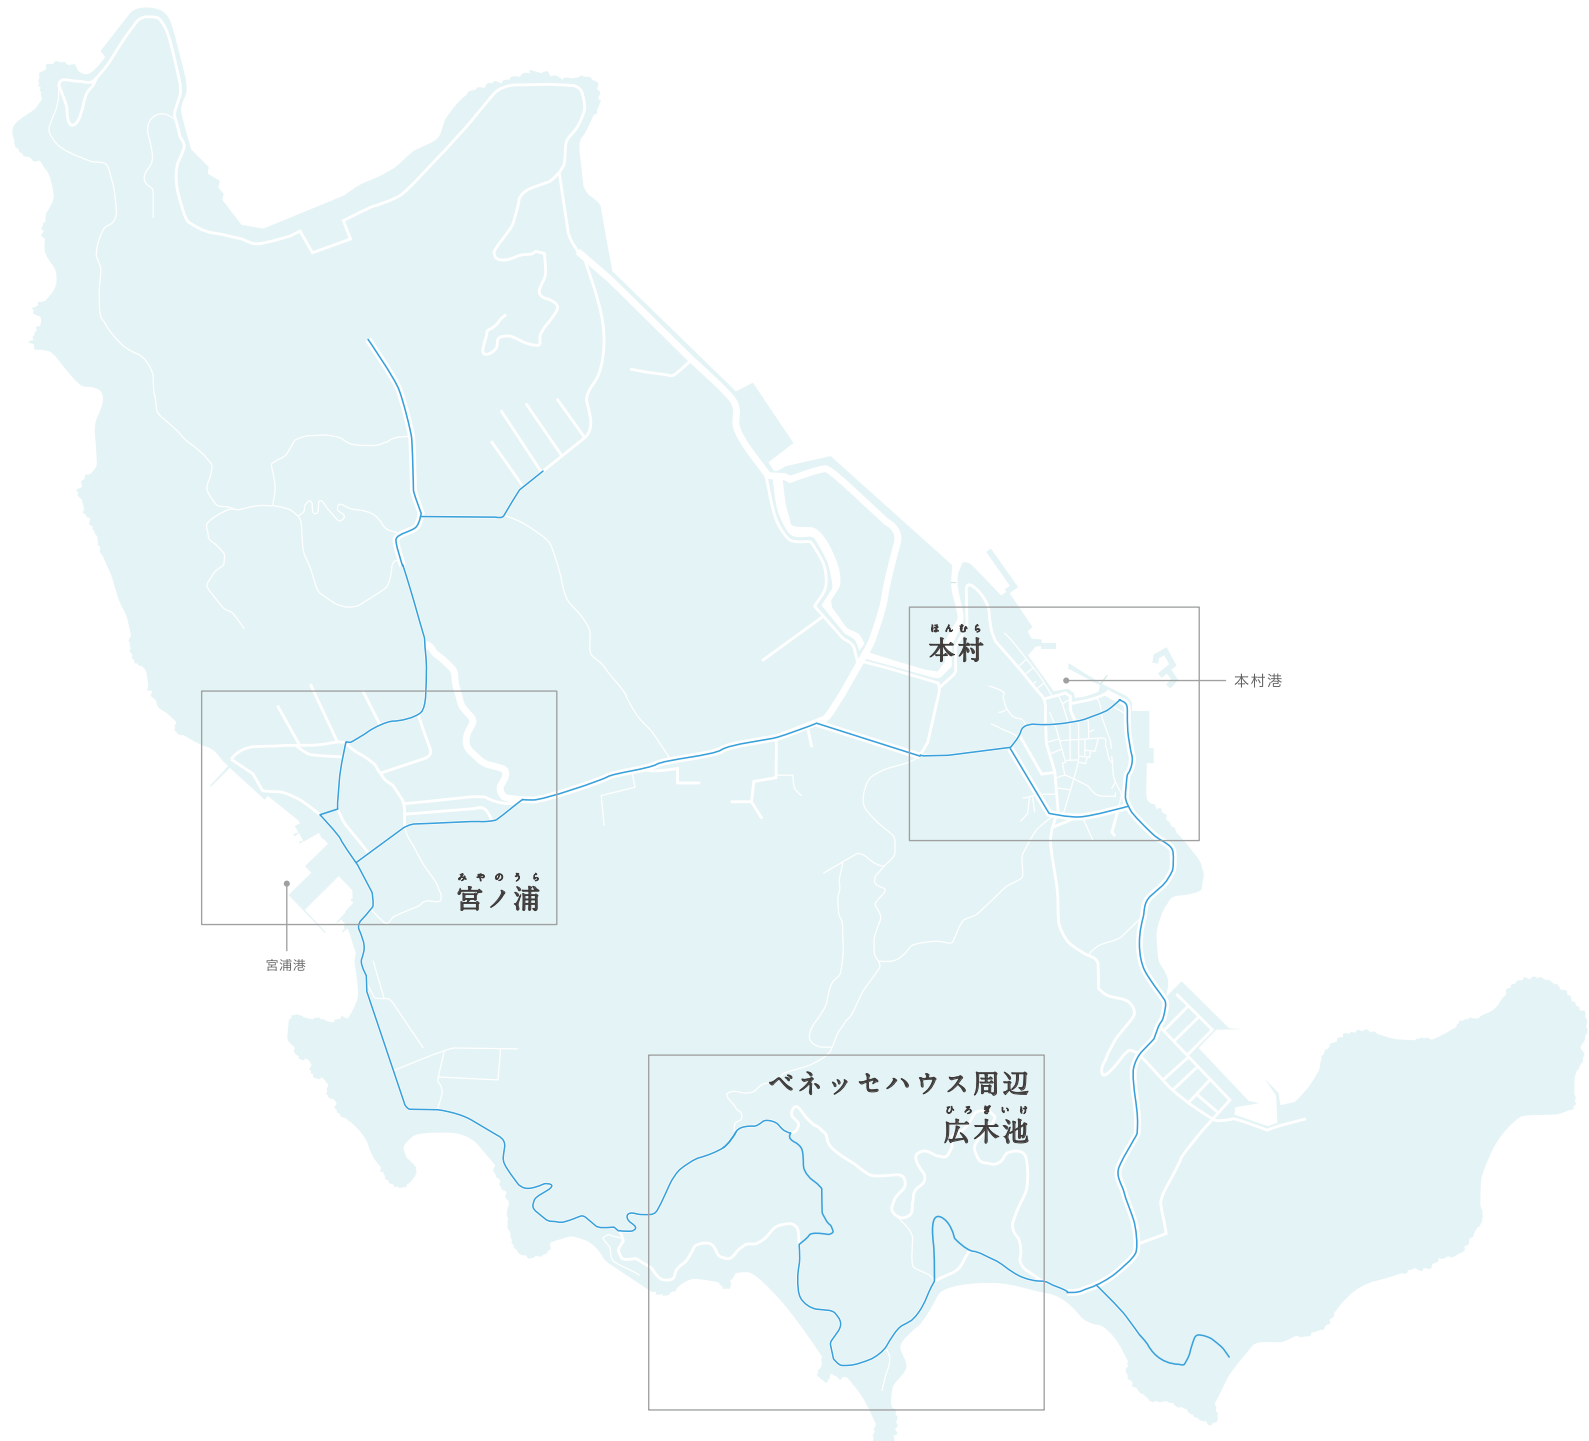 ほんむら
本村
本村港
みやのうら
宮ノ浦
宮浦港
ベネッセハウス周辺
ひろぎいけ
広木池